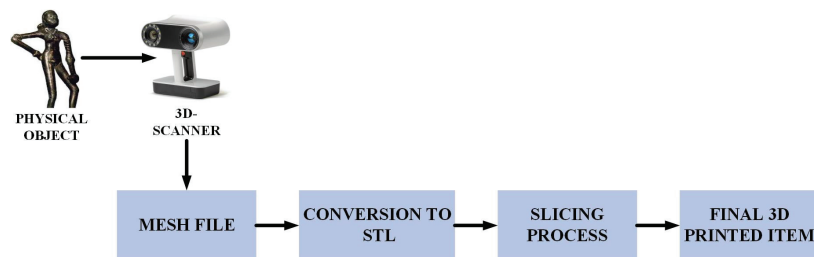 PHYSICAL
OBJECT
3D-
SCANNER
MESH FILE
CONVERSION TO
STL
SLICING
PROCESS
FINAL 3D
PRINTED ITEM